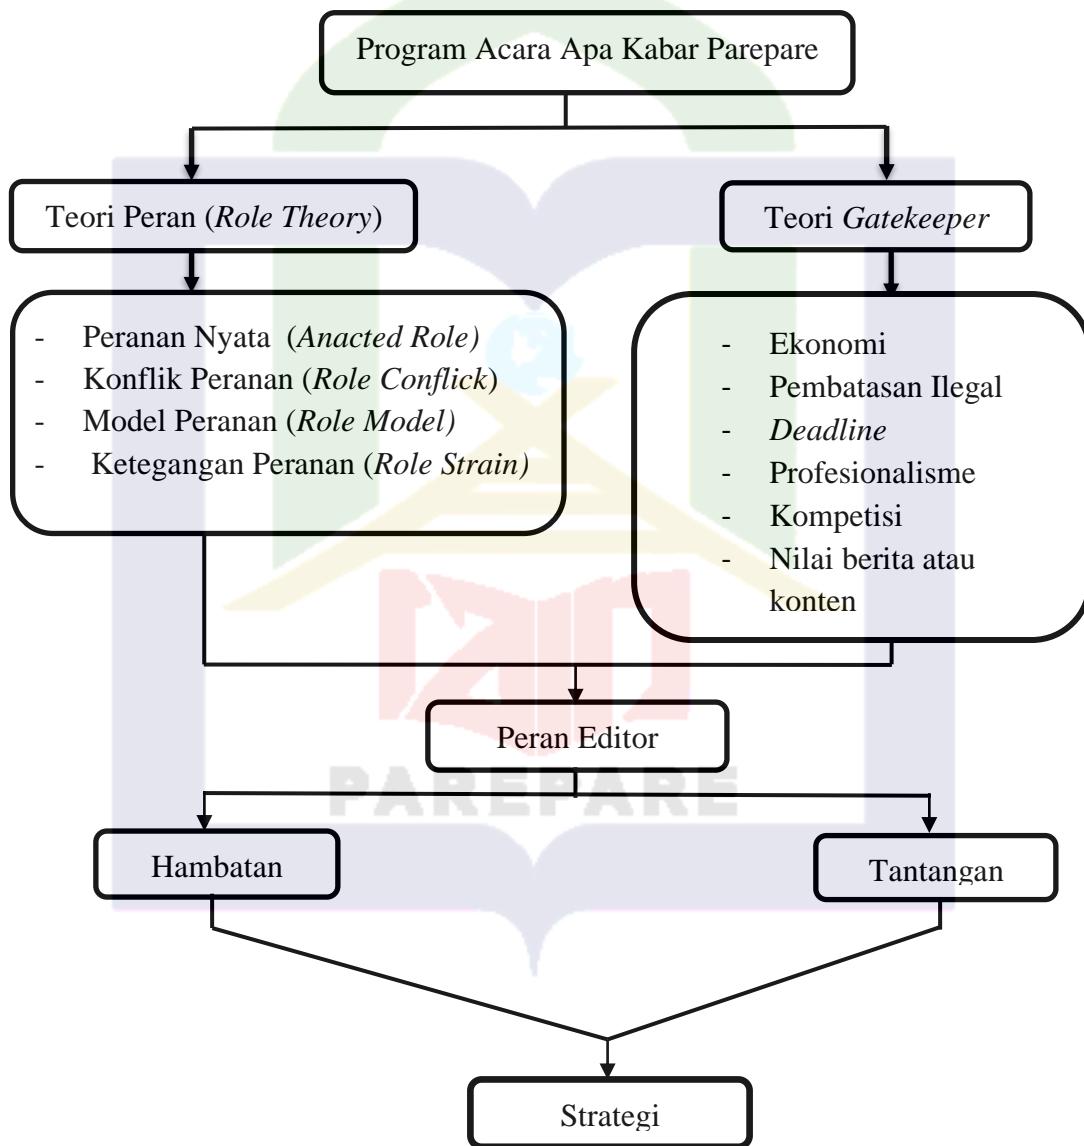 Program Acara Apa Kabar Parepare
Teori Peran (Role Theory)
Teori Gatekeeper
- Peranan Nyata (Anacted Role)
- Konflik Peranan (Role Conflick)
- Model Peranan (Role Model)
- Ketegangan Peranan (Role Strain)
- Ekonomi
- Pembatasan Ilegal
- Deadline
- Profesionalisme
- Kompetisi
- Nilai berita atau
konten
Peran Editor
PAREPARE
Hambatan
Tantangan
Strategi